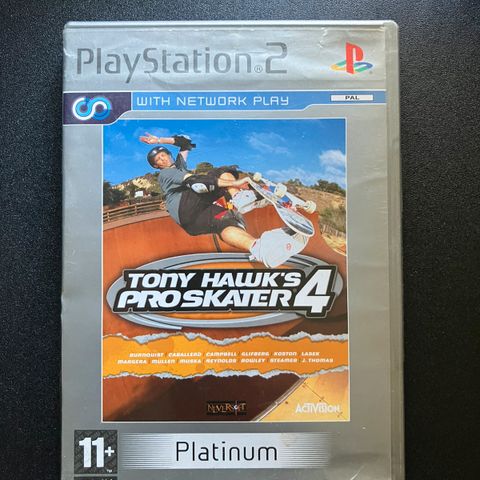 PlayStation®2
WITH NETWORK PLAY
PAL
TONY HAWK'S
PRO SKATER 4
BURNQUIST CABALLERO CAMPBELL GLIFBERG KOSTON LASEK
MARGERA MULLEN MUSKA REYNOLDS ROWLEY STEAMER J. THOMAS
NEVERSOFT
ACTIVISION
11+
Platinum